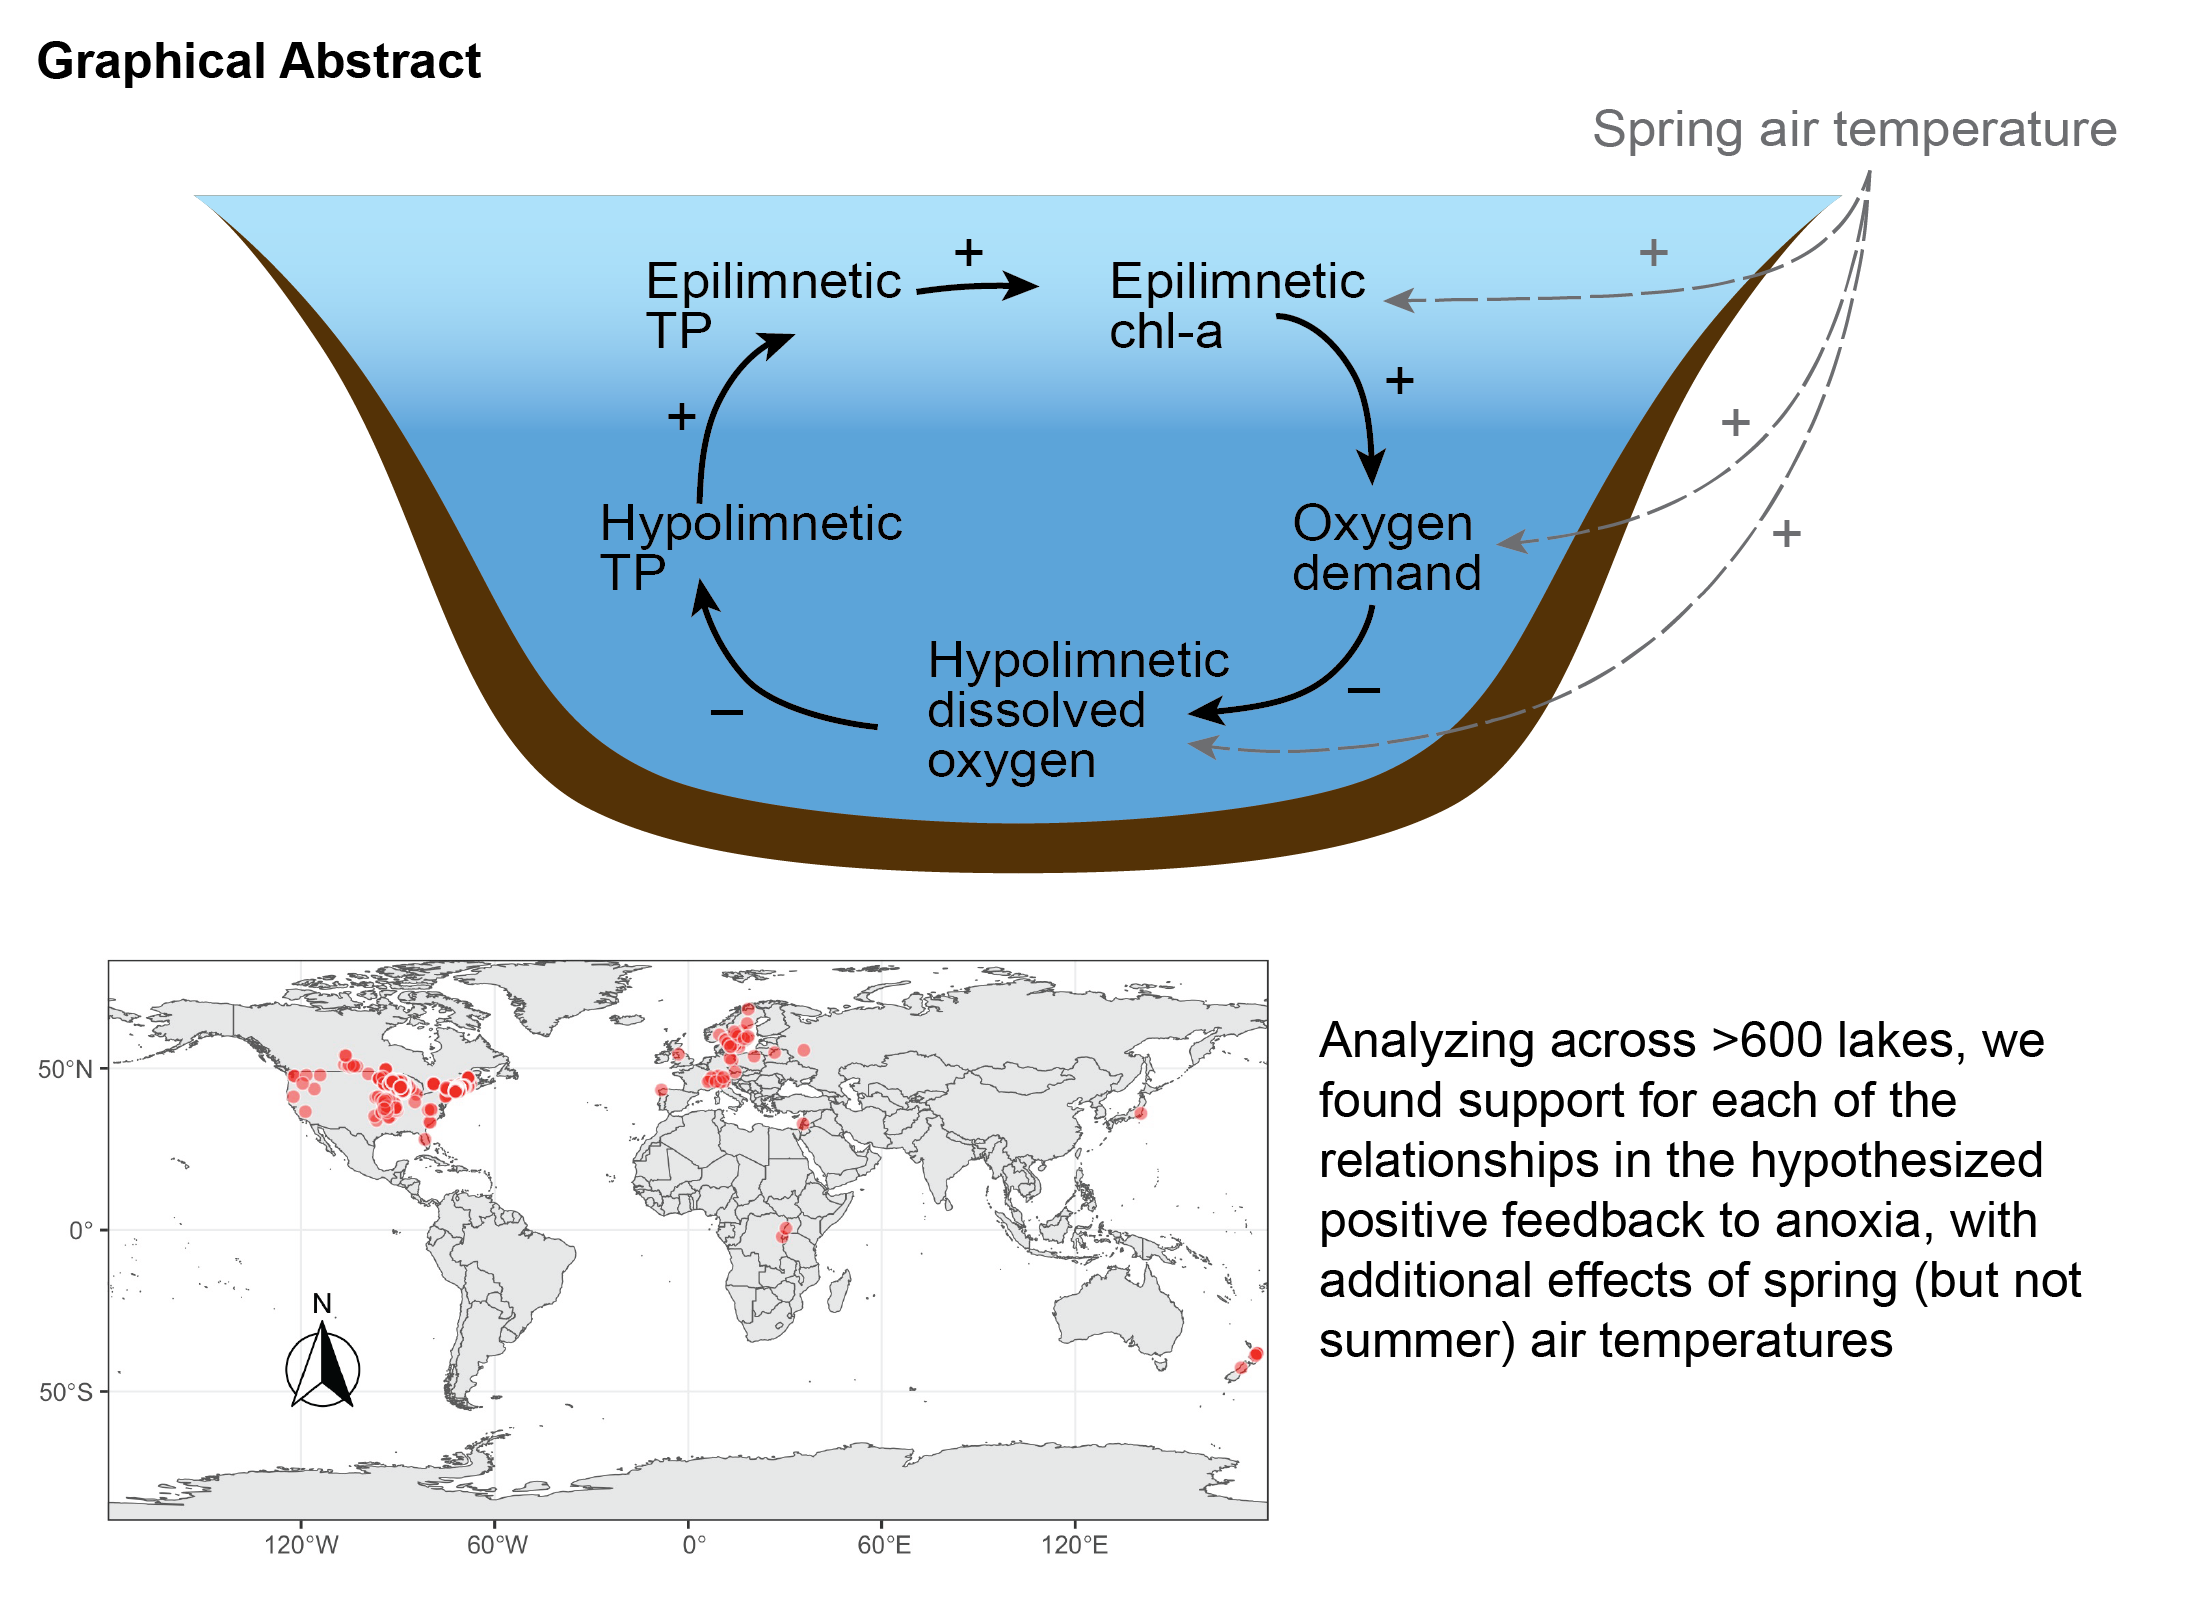 Graphical Abstract
Spring air temperature
+
+
Epilimnetic
TP
Epilimnetic
chl-a
+
+
+
+
Hypolimnetic
TP
Oxygen
demand
Hypolimnetic
dissolved
oxygen
–
–
50°N
0°
50°S
N
120°W
60°W
0°
60°E
120°E
Analyzing across >600 lakes, we
found support for each of the
relationships in the hypothesized
positive feedback to anoxia, with
additional effects of spring (but not
summer) air temperatures